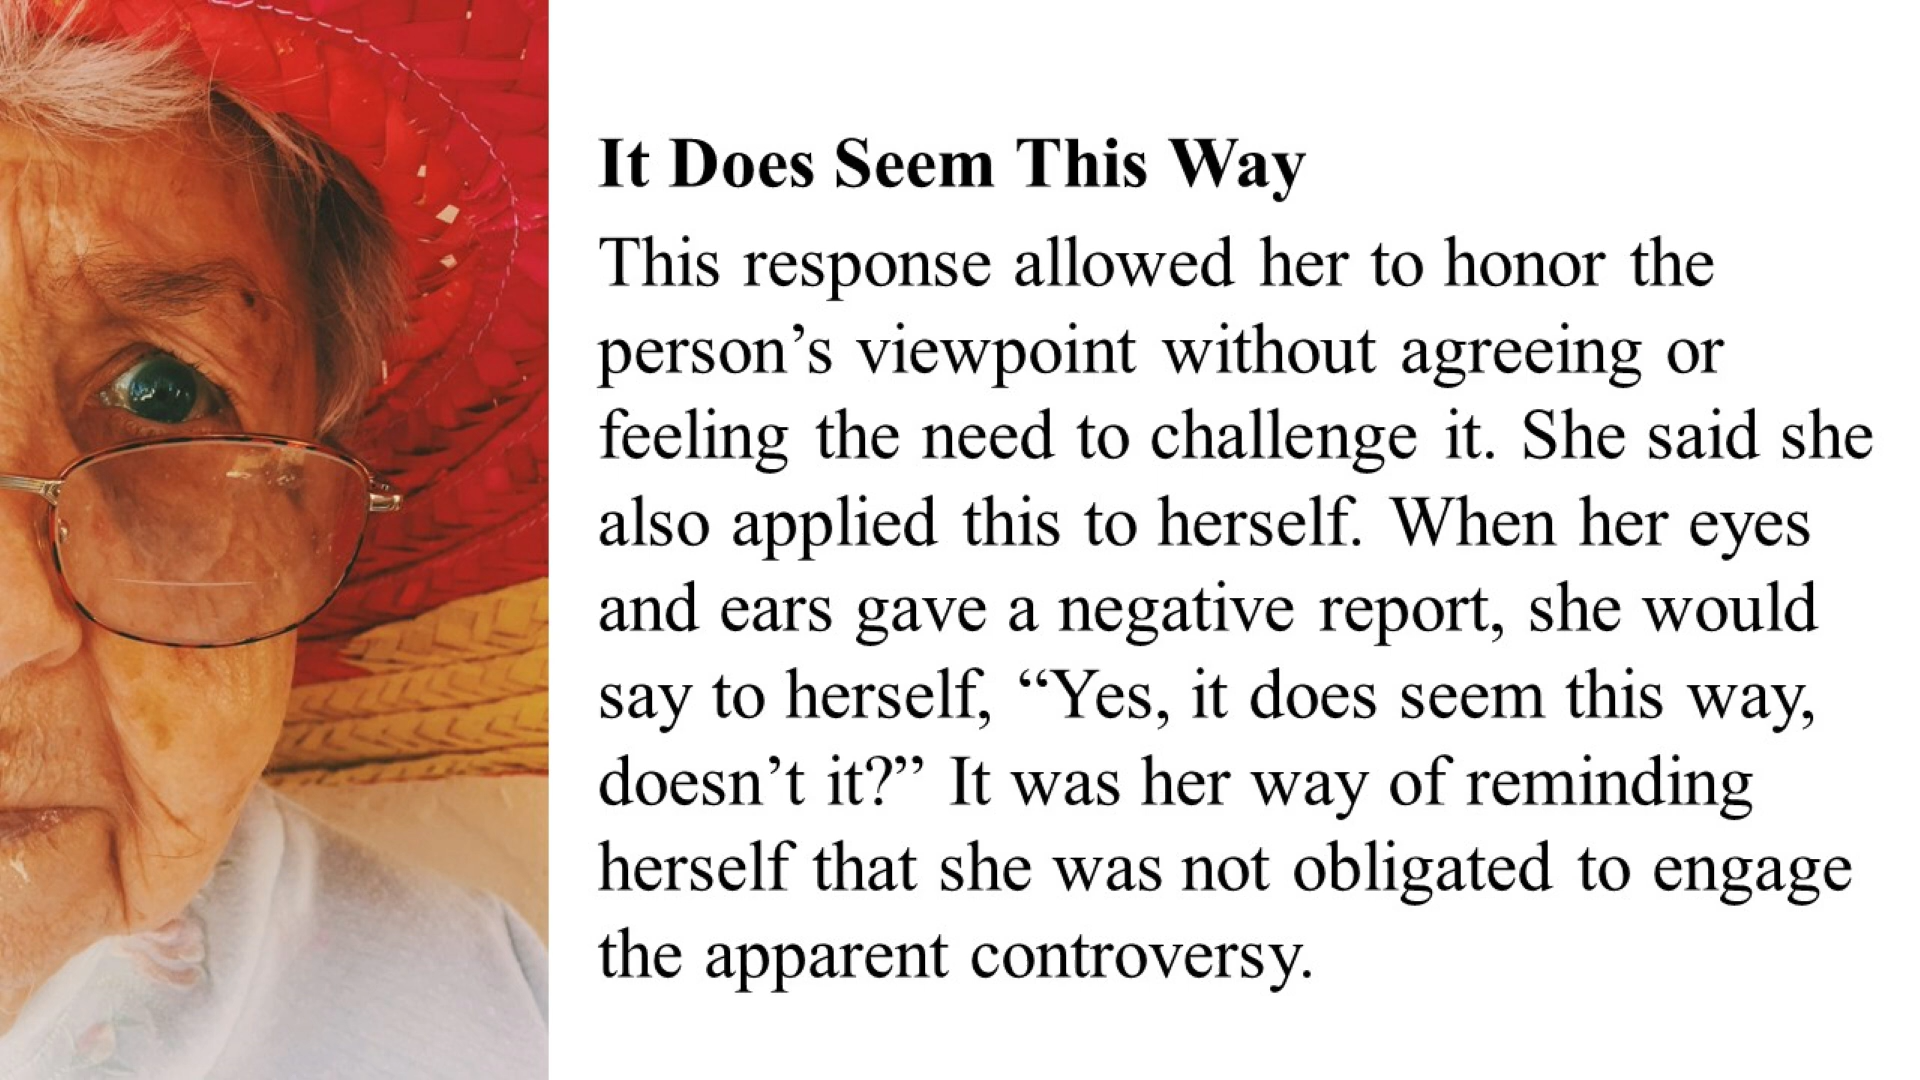 It Does Seem This Way
This response allowed her to honor the
person’s viewpoint without agreeing or
feeling the need to challenge it. She said she
also applied this to herself. When her eyes
and ears gave a negative report, she would
say to herself, “Yes, it does seem this way,
doesn’t it?” It was her way of reminding
herself that she was not obligated to engage
the apparent controversy.